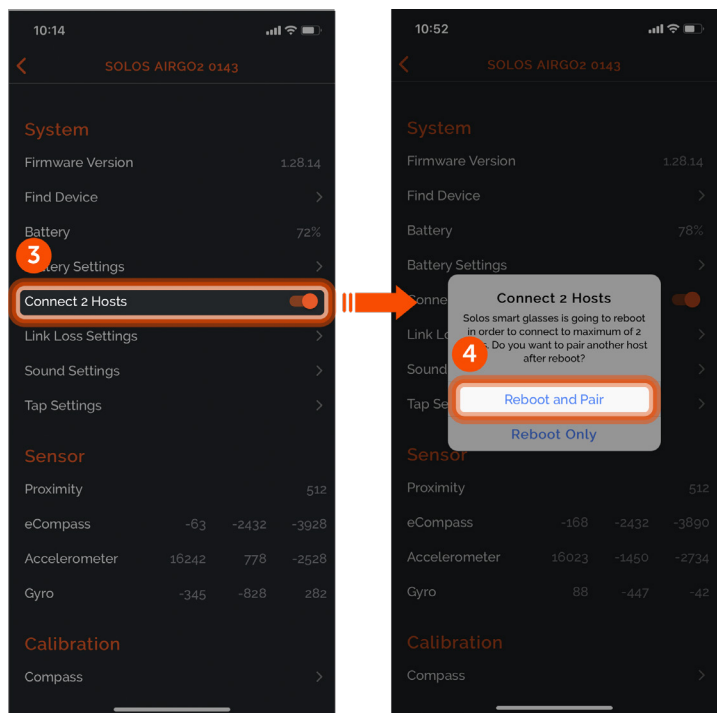 10:14
SOLOS AIRGO2 0143
System
Firmware Version 1.28.14
Find Device
Battery 72%
3
Battery Settings
Connect 2 Hosts
Link Loss Settings
Sound Settings
Tap Settings
Sensor
Proximity 512
eCompass -63 -2432 -3928
Accelerometer 16242 778 -2528
Gyro -345 -828 282
Calibration
Compass
10:52
SOLOS AIRGO2 0143
System
Firmware Version 1.28.14
Find Device
Battery 78%
Battery Settings
Conne
Link Lo
Sound
Tap Se
Connect 2 Hosts
Solos smart glasses is going to reboot
in order to connect to maximum of 2
. Do you want to pair another host
after reboot?
4
Reboot and Pair
Reboot Only
Sensor
Proximity 512
eCompass -168 -2432 -3890
Accelerometer 16023 -1450 -2734
Gyro 88 -447 -42
Calibration
Compass